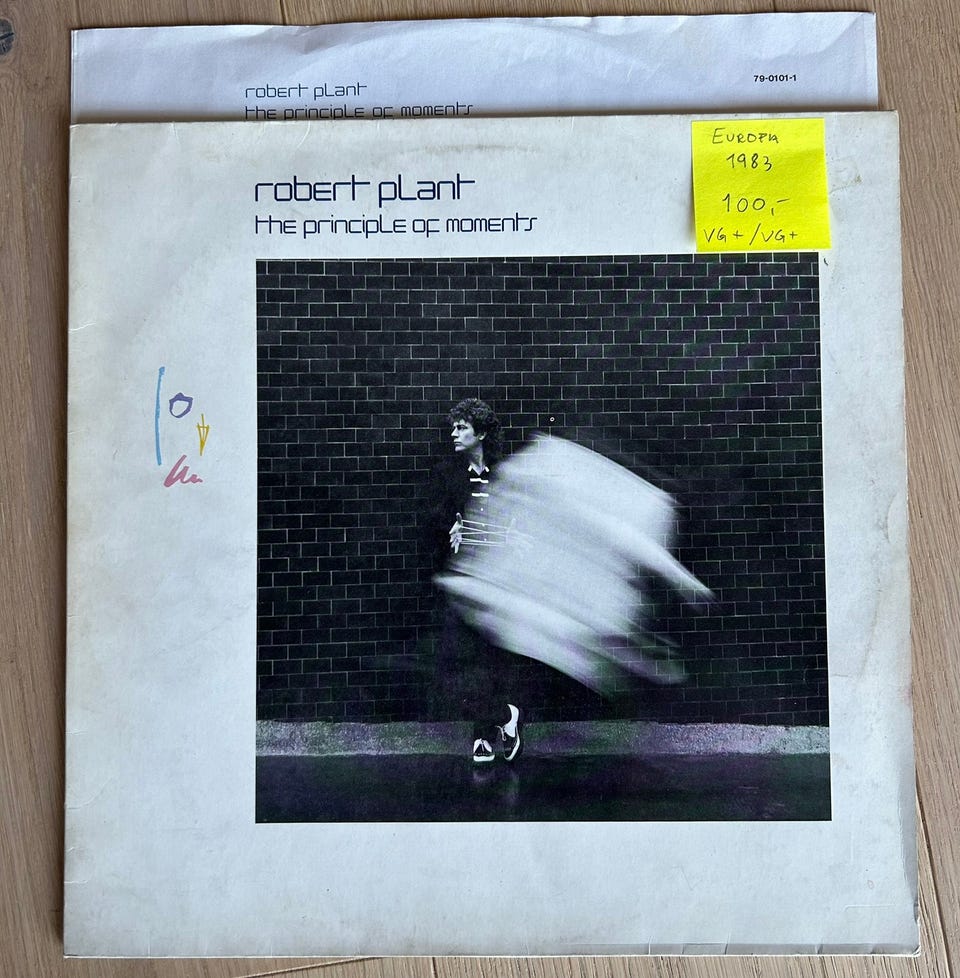 robert plant
the principle of moments
79-0101-1
robert plant
the principle of moments
EUROPA
1983
100,-
VG+/VG+